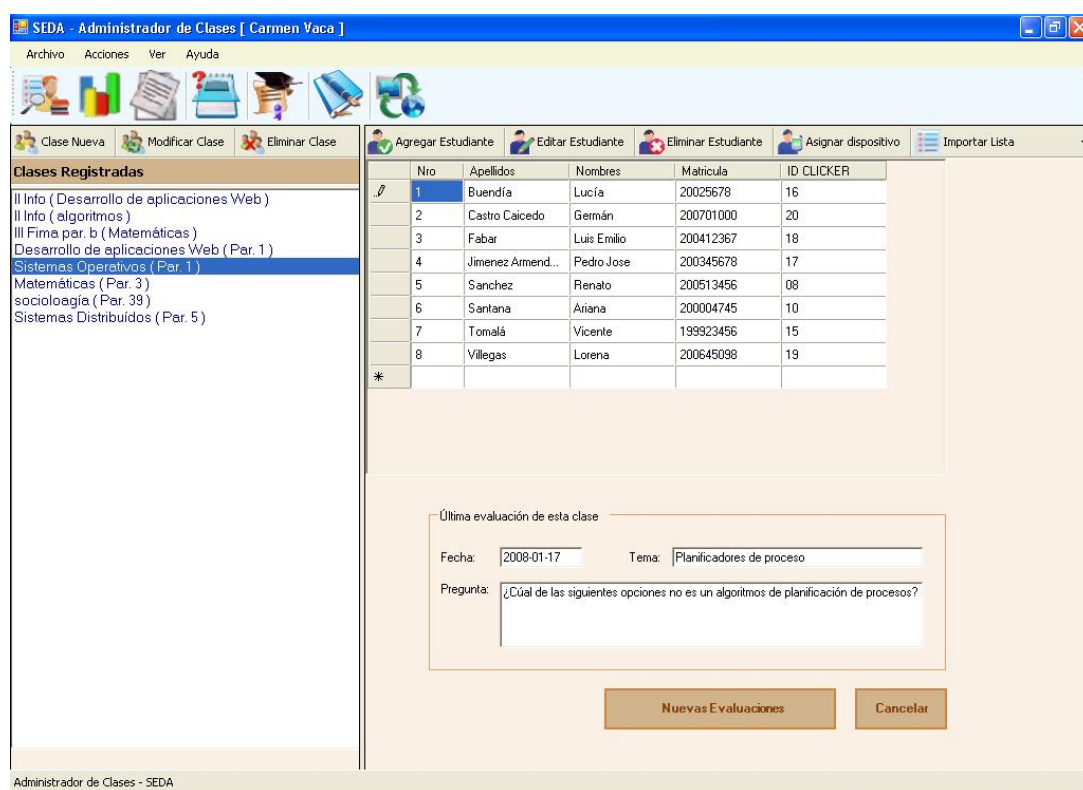 SEDA - Administrador de Clases [ Carmen Vaca ]
Archivo Acciones Ver Ayuda
Clase Nueva Modificar Clase Eliminar Clase
Agregar Estudiante Editar Estudiante Eliminar Estudiante Asignar dispositivo Importar Lista
Clases Registradas
II Info ( Desarrollo de aplicaciones Web )
II Info ( algoritmos )
III Fima par. b ( Matemáticas )
Desarrollo de aplicaciones Web ( Par. 1 )
Sistemas Operativos ( Par. 1 )
Matemáticas ( Par. 3 )
socioloagía ( Par. 39 )
Sistemas Distribuídos ( Par. 5 )
Nro Apellidos Nombres Matricula ID CLICKER
1 Buendía Lucía 20025678 16
2 Castro Caicedo Germán 200701000 20
3 Fabar Luis Emilio 200412367 18
4 Jimenez Armend... Pedro Jose 200345678 17
5 Sanchez Renato 200513456 08
6 Santana Ariana 200004745 10
7 Tomalá Vicente 199923456 15
8 Villegas Lorena 200645098 19
*
Última evaluación de esta clase
Fecha: 2008-01-17 Tema: Planificadores de proceso
Pregunta: ¿Cúal de las siguientes opciones no es un algoritmos de planificación de procesos?
Nuevas Evaluaciones Cancelar
Administrador de Clases - SEDA